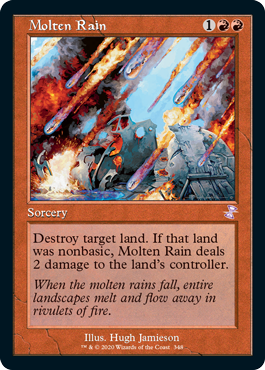 Molten Rain 1
Sorcery
Destroy target land. If that land
was nonbasic, Molten Rain deals
2 damage to the land's controller.
When the molten rains fall, entire
landscapes melt and flow away in
rivulets of fire.
Illus. Hugh Jamieson
™ & © 2020 Wizards of the Coast 348